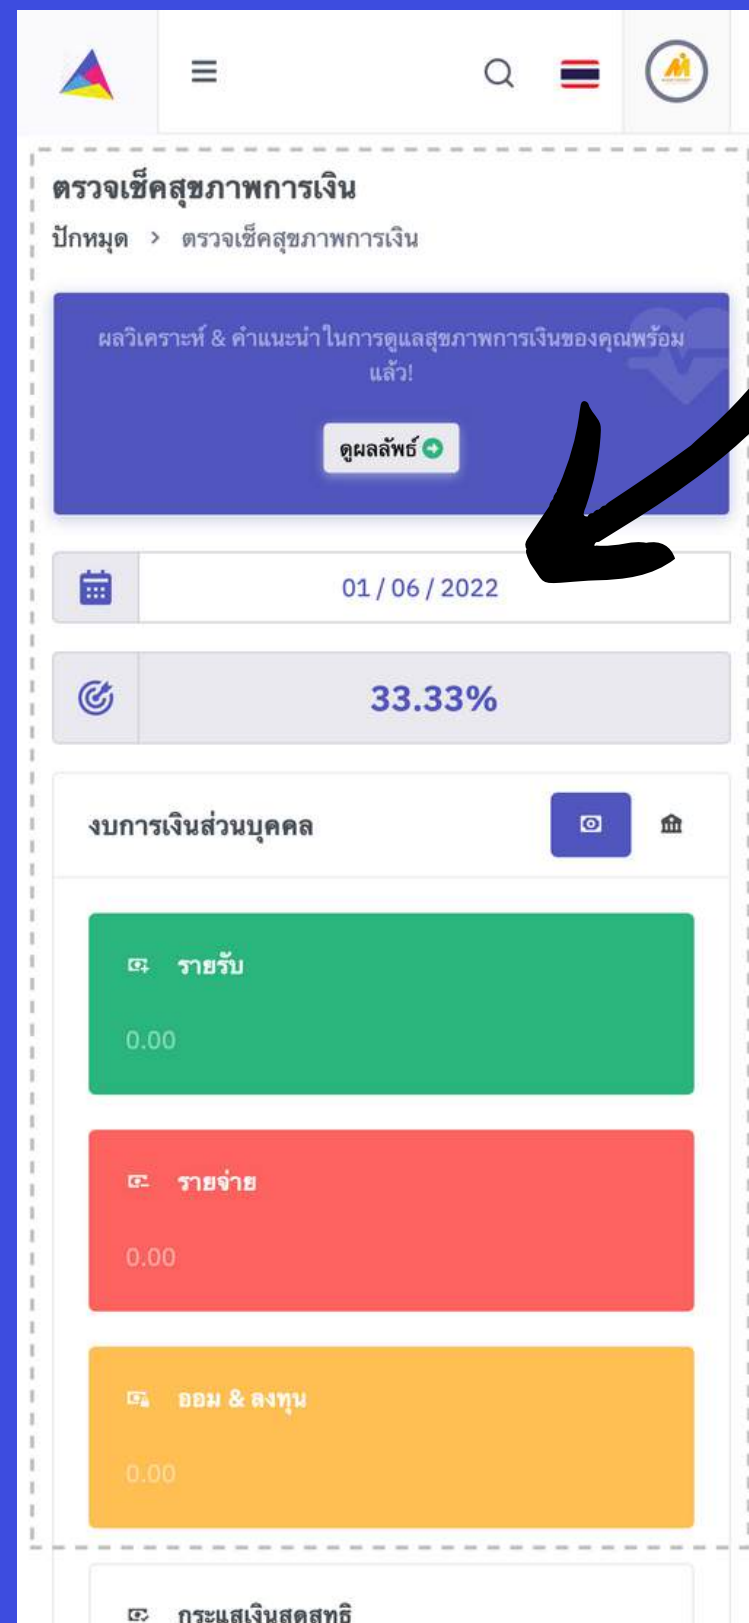 ตรวจเช็คสุขภาพการเงิน
ปักหมุด > ตรวจเช็คสุขภาพการเงิน
ผลวิเคราะห์ & คำแนะนำในการดูแลสุขภาพการเงินของคุณพร้อม
แล้ว!
ดูผลลัพธ์
01 / 06 / 2022
33.33%
งบการเงินส่วนบุคคล
รายรับ
0.00
รายจ่าย
0.00
ออม & ลงทุน
0.00
กระแสเงินสดสุทธิ